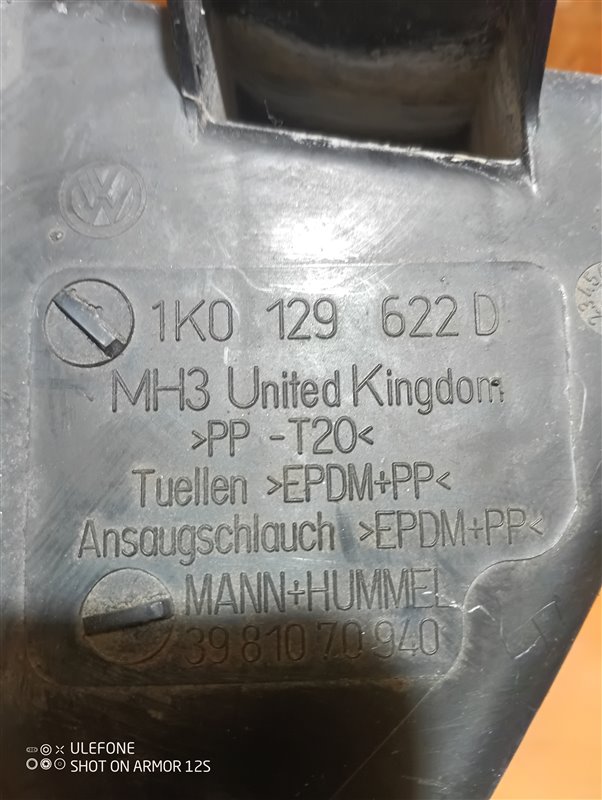 VW
1K0 129 622 D
MH3 United Kingdom
>PP -T20<
Tuellen >EPDM+PP<
Ansaugschlauch >EPDM+PP<
MANN+HUMMEL
39 810 70 940
ULEFONE
SHOT ON ARMOR 12S